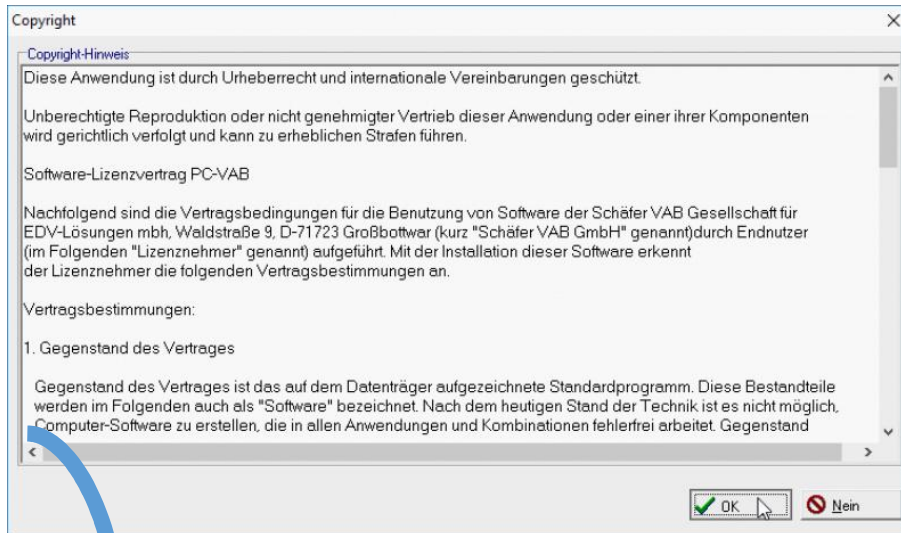 Copyright
Copyright-Hinweis
Diese Anwendung ist durch Urheberrecht und internationale Vereinbarungen geschützt.
Unberechtigte Reproduktion oder nicht genehmigter Vertrieb dieser Anwendung oder einer ihrer Komponenten
wird gerichtlich verfolgt und kann zu erheblichen Strafen führen.
Software-Lizenzvertrag PC-VAB
Nachfolgend sind die Vertragsbedingungen für die Benutzung von Software der Schäfer VAB Gesellschaft für
EDV-Lösungen mbh, Waldstraße 9, D-71723 Großbottwar (kurz "Schäfer VAB GmbH" genannt)durch Endnutzer
(im Folgenden "Lizenznehmer" genannt) aufgeführt. Mit der Installation dieser Software erkennt
der Lizenznehmer die folgenden Vertragsbestimmungen an.
Vertragsbestimmungen:
1. Gegenstand des Vertrages
Gegenstand des Vertrages ist das auf dem Datenträger aufgezeichnete Standardprogramm. Diese Bestandteile
werden im Folgenden auch als "Software" bezeichnet. Nach dem heutigen Stand der Technik ist es nicht möglich,
Computer-Software zu erstellen, die in allen Anwendungen und Kombinationen fehlerfrei arbeitet. Gegenstand
OK
Nein